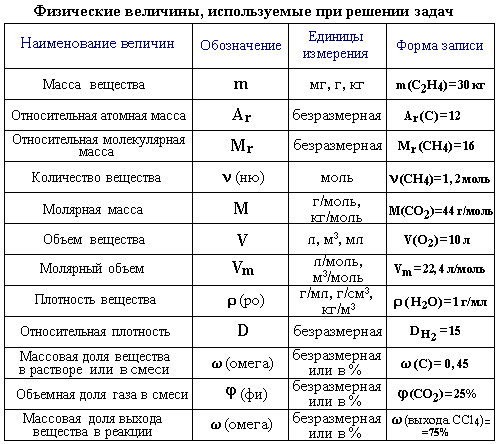 Физические величины, используемые при решении задач
Наименование величин Обозначение Единицы измерения Форма записи
Масса вещества m мг, г, кг m(C₂H₄)=30 кг
Относительная атомная масса Ar безразмерная Ar(C)=12
Относительная молекулярная масса Mr безразмерная Mr(CH₄)=16
Количество вещества ν (ню) моль ν(CH₄)=1,2 моль
Молярная масса M г/моль, кг/моль M(CO₂)=44 г/моль
Объем вещества V л, м³, мл V(O₂)=10 л
Молярный объем Vm л/моль, м³/моль Vm=22,4 л/моль
Плотность вещества ρ (ро) г/мл, г/см³, кг/м³ ρ(H₂O)=1 г/мл
Относительная плотность D безразмерная D H₂=15
Массовая доля вещества в растворе или в смеси ω (омега) безразмерная или в % ω(C)=0,45
Объемная доля газа в смеси φ (фи) безразмерная или в % φ(CO₂)=25%
Массовая доля выхода вещества в реакции ω (омега) безразмерная или в % ω(выхода CCl₄)= =75%